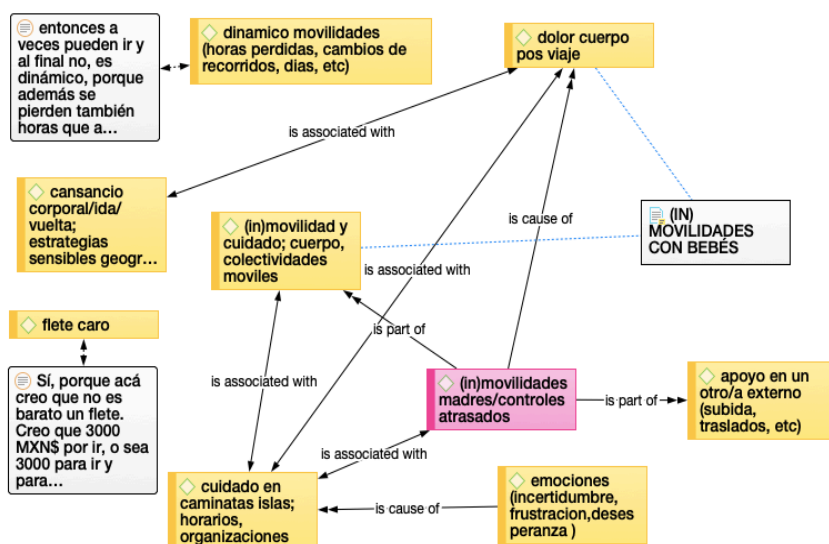 entonces a
veces pueden ir y
al final no, es
dinámico, porque
además se
pierden también
horas que a…
dinamico movilidades
(horas perdidas, cambios de
recorridos, dias, etc)
dolor cuerpo
pos viaje
is associated with
cansancio
corporal/ida/
vuelta;
estrategias
sensibles geogr…
(in)movilidad y
cuidado; cuerpo,
colectividades
moviles
is cause of
(IN)
MOVILIDADES
CON BEBÉS
is associated with
flete caro
is part of
Sí, porque acá
creo que no es
barato un flete.
Creo que 3000
MXN$ por ir, o sea
3000 para ir y
para…
is associated with
(in)movilidades
madres/controles
atrasados
is part of
apoyo en un
otro/a externo
(subida,
traslados, etc)
is associated with
cuidado en
caminatas islas;
horarios,
organizaciones
is cause of
emociones
(incertidumbre,
frustracion,deses
peranza )